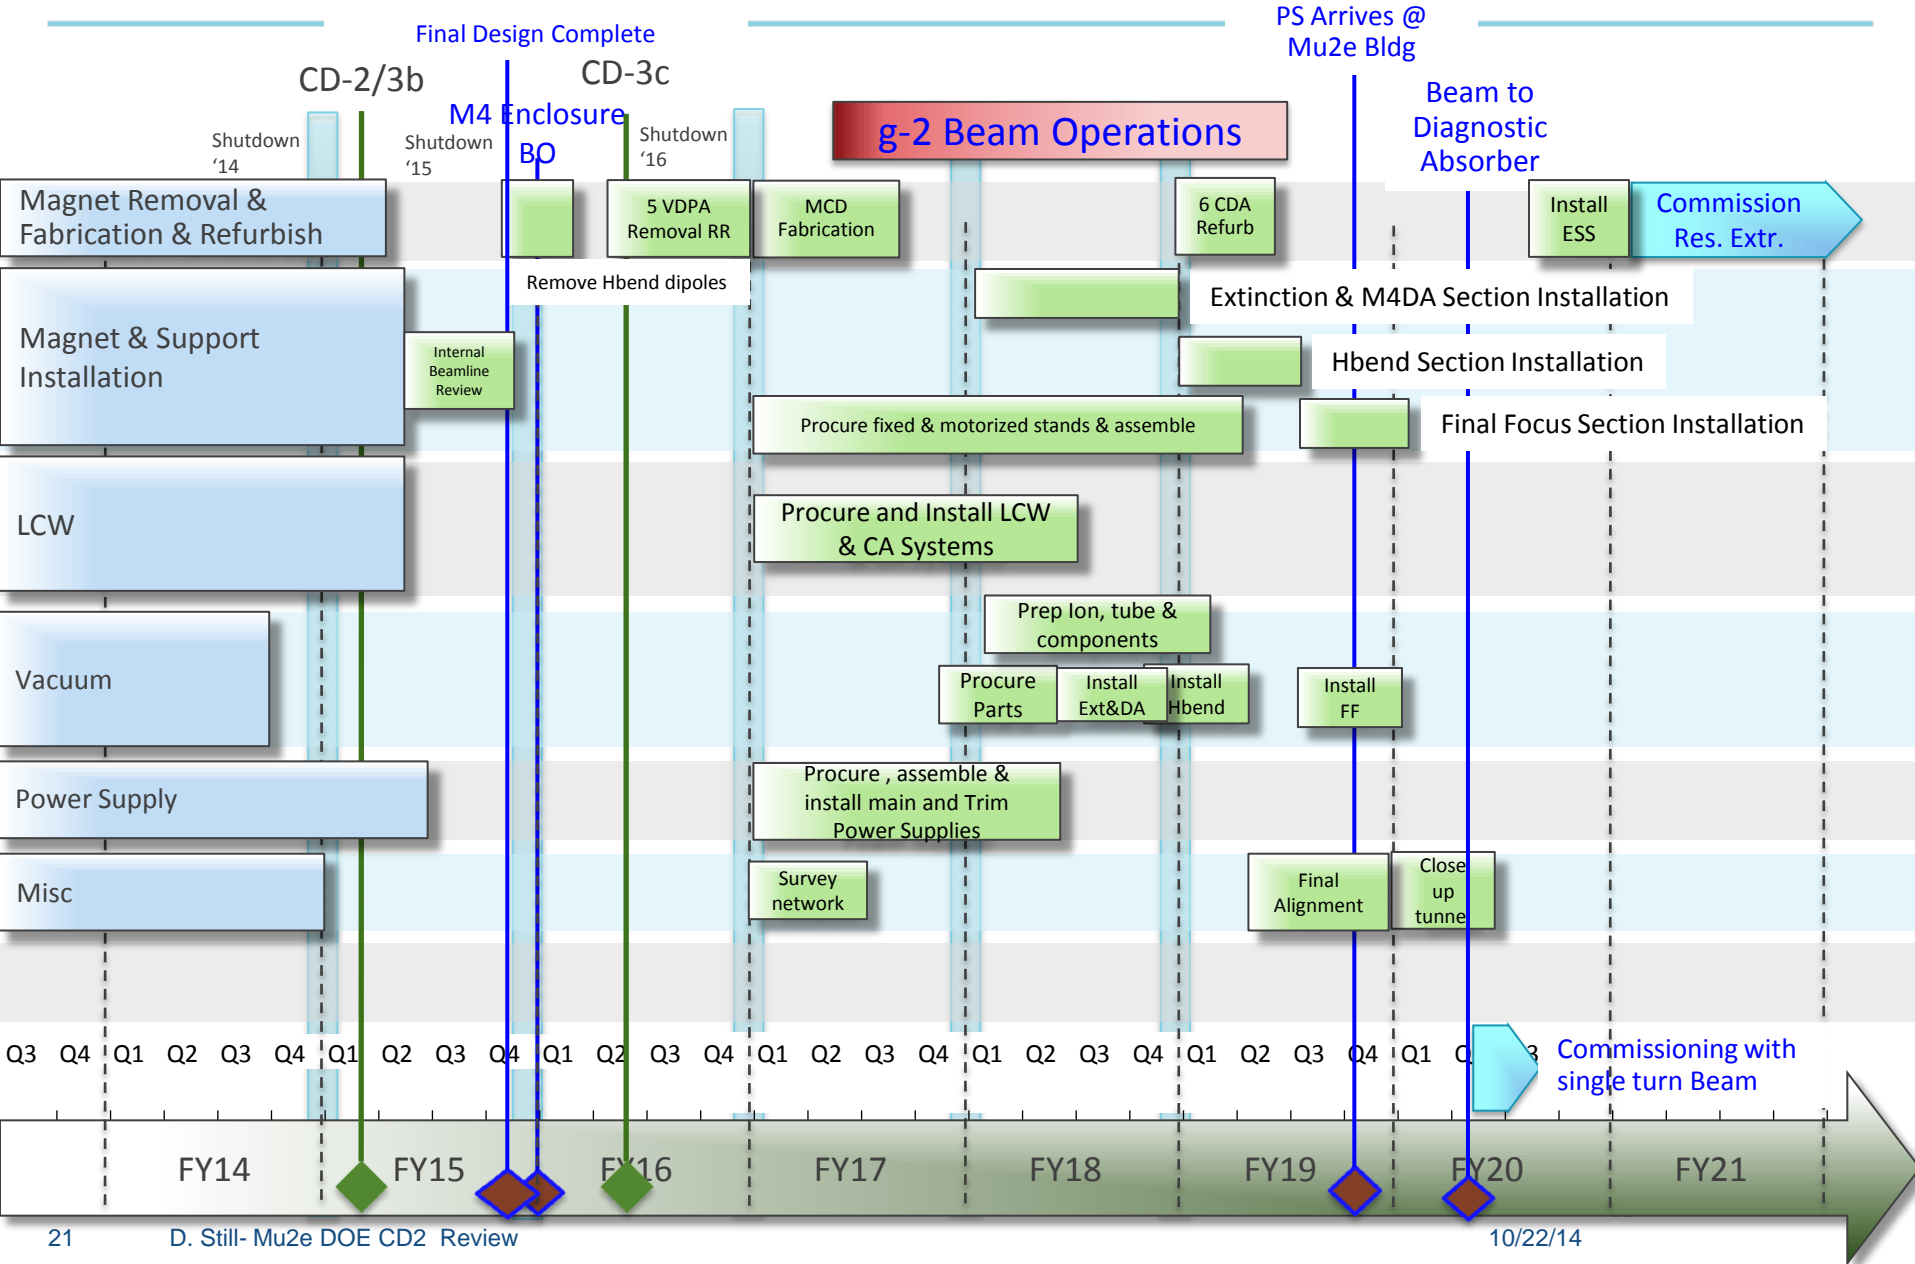 Final Design Complete
PS Arrives @
Mu2e Bldg
CD-2/3b
CD-3c
M4 Enclosure
BO
Beam to
Diagnostic
Absorber
Shutdown
‘14
Shutdown
‘15
Shutdown
‘16
g-2 Beam Operations
Magnet Removal &
Fabrication & Refurbish
5 VDPA
Removal RR
MCD
Fabrication
6 CDA
Refurb
Install
ESS
Commission
Res. Extr.
Remove Hbend dipoles
Extinction & M4DA Section Installation
Magnet & Support
Installation
Internal
Beamline
Review
Hbend Section Installation
Procure fixed & motorized stands & assemble
Final Focus Section Installation
LCW
Procure and Install LCW
& CA Systems
Prep Ion, tube &
components
Vacuum
Procure
Parts
Install
Ext&DA
Install
Hbend
Install
FF
Power Supply
Procure , assemble &
install main and Trim
Power Supplies
Misc
Survey
network
Final
Alignment
Close
up
tunne
Q3 Q4 Q1 Q2 Q3 Q4 Q1 Q2 Q3 Q4 Q1 Q2 Q3 Q4 Q1 Q2 Q3 Q4 Q1 Q2 Q3 Q4 Q1 Q2 Q3 Q4 Q1
Commissioning with
single turn Beam
FY14 FY15 FY16 FY17 FY18 FY19 FY20 FY21
21 D. Still- Mu2e DOE CD2 Review 10/22/14